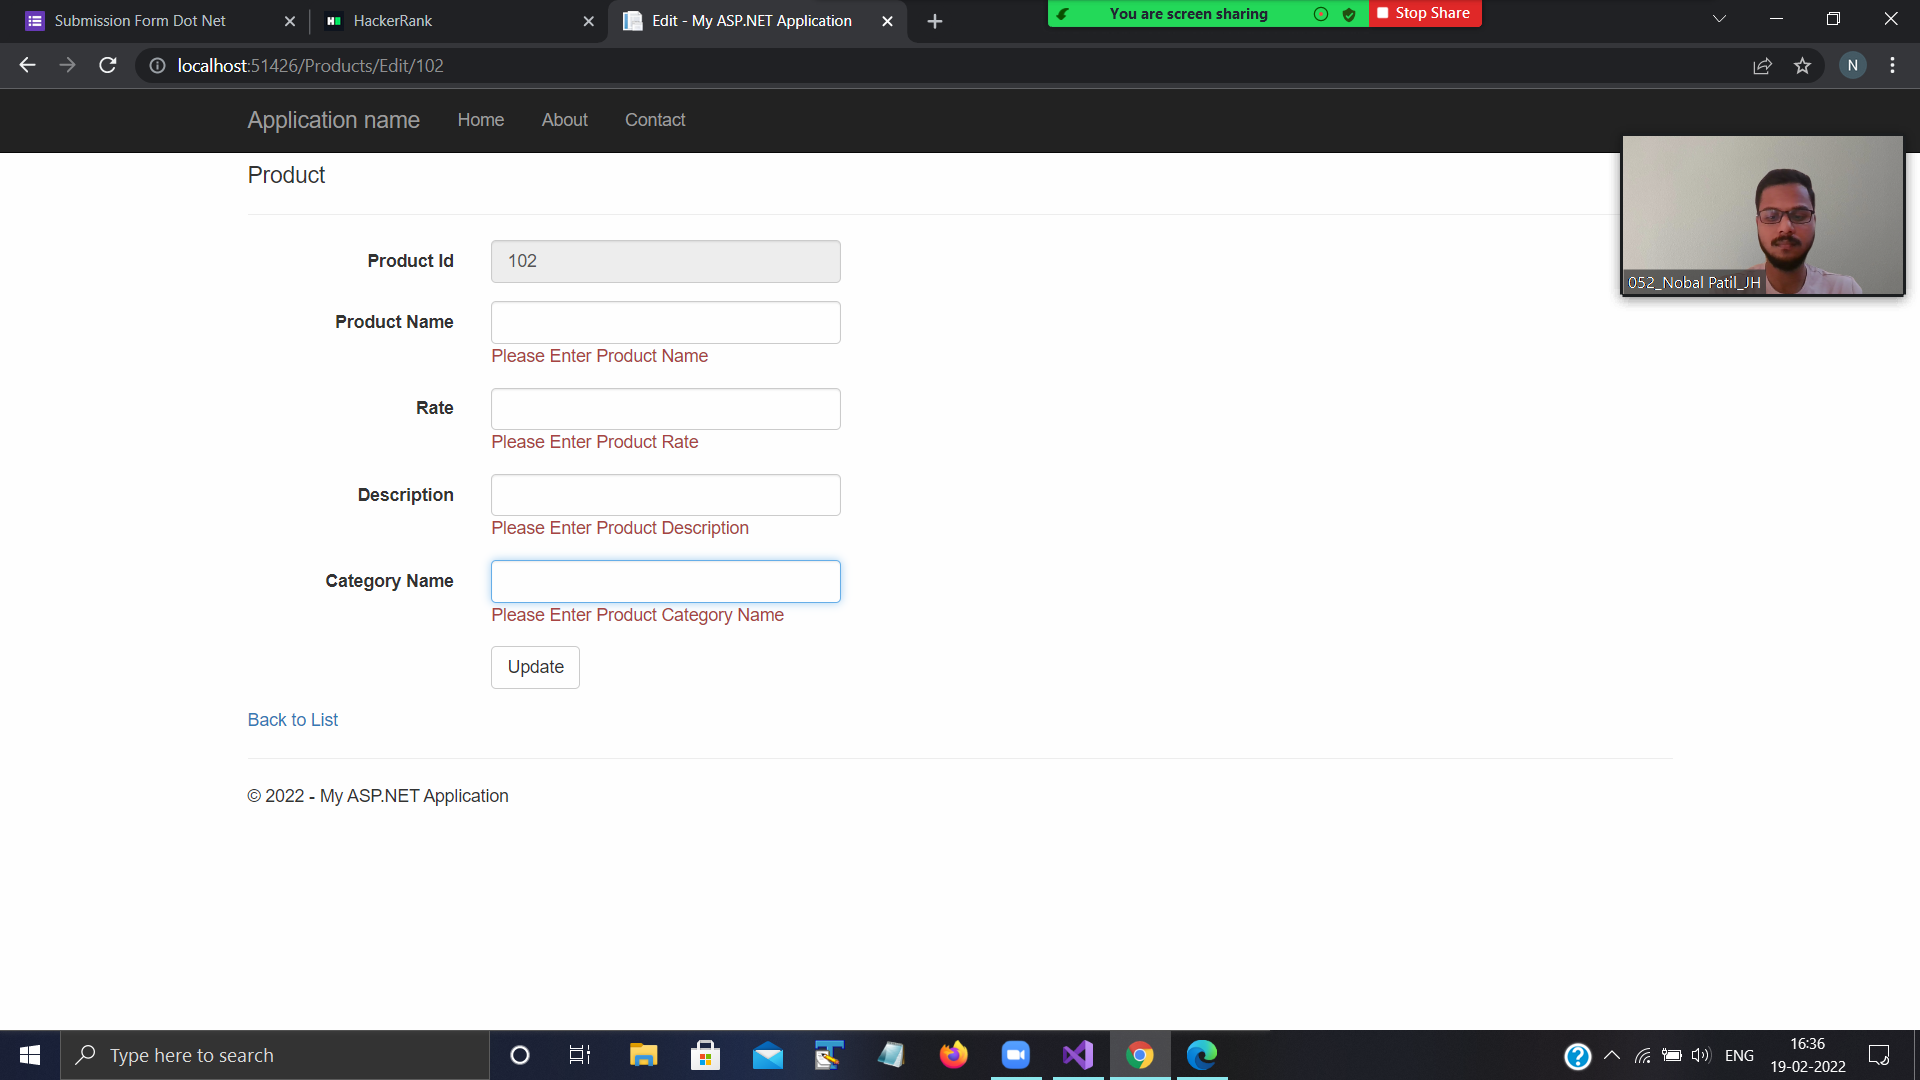 Submission Form Dot Net
HackerRank
Edit - My ASP.NET Application
You are screen sharing
Stop Share
localhost:51426/Products/Edit/102
N
Application name
Home
About
Contact
Product
052_Nobal Patil_JH
Product Id
102
Product Name
Please Enter Product Name
Rate
Please Enter Product Rate
Description
Please Enter Product Description
Category Name
Please Enter Product Category Name
Update
Back to List
© 2022 - My ASP.NET Application
Type here to search
ENG
16:36
19-02-2022